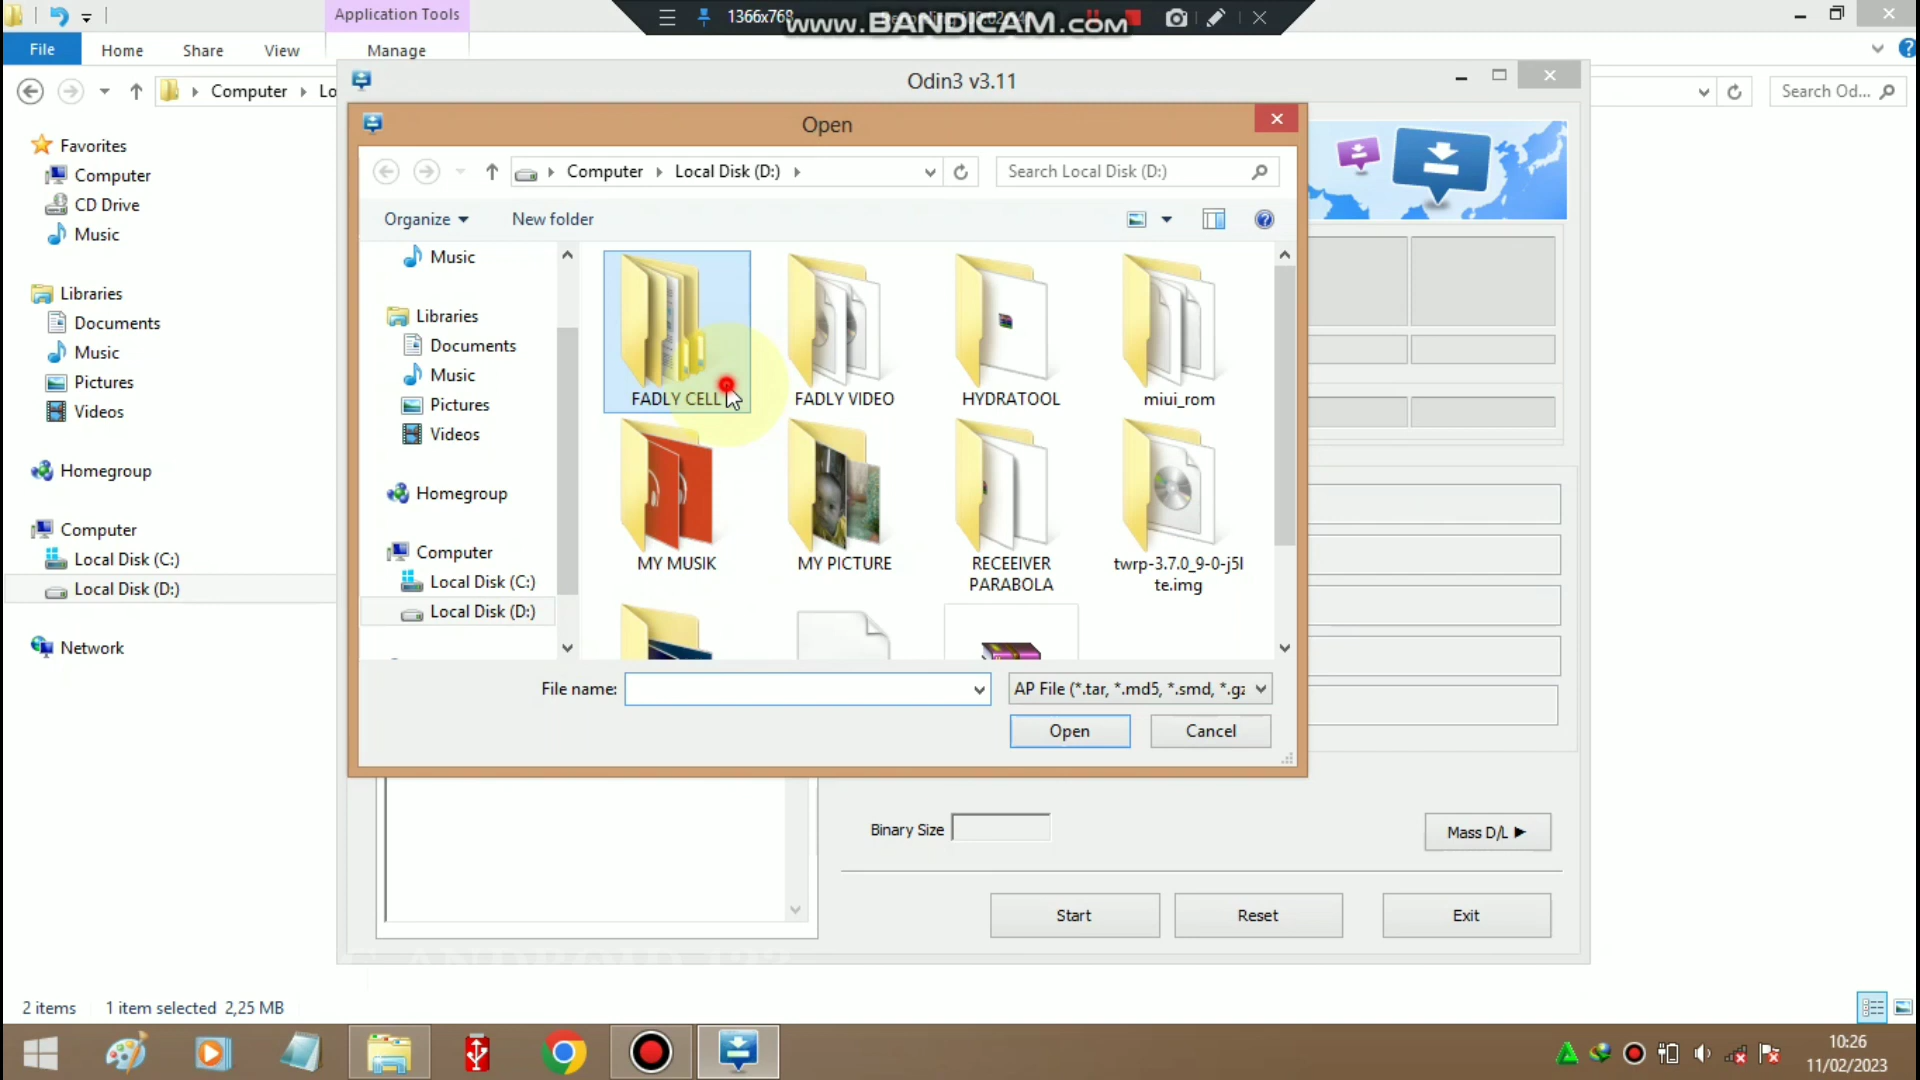 Application Tools
1366x768
www.BANDICAM.com
File
Home
Share
View
Manage
Computer
Lo
Search Od...
Odin3 v3.11
Open
Computer
Local Disk (D:)
Search Local Disk (D:)
Organize
New folder
Favorites
Computer
CD Drive
Music
Libraries
Documents
Music
Pictures
Videos
Homegroup
Computer
Local Disk (C:)
Local Disk (D:)
Network
Music
Libraries
Documents
Music
Pictures
Videos
Homegroup
Computer
Local Disk (C:)
Local Disk (D:)
FADLY CELL
FADLY VIDEO
HYDRATOOL
miui_rom
MY MUSIK
MY PICTURE
RECEEIVER
PARABOLA
twrp-3.7.0_9-0-j5l
te.img
File name:
AP File (*.tar, *.md5, *.smd, *.gz
Open
Cancel
Binary Size
Mass D/L
Start
Reset
Exit
2 items
1 item selected 2,25 MB
10:26
11/02/2023